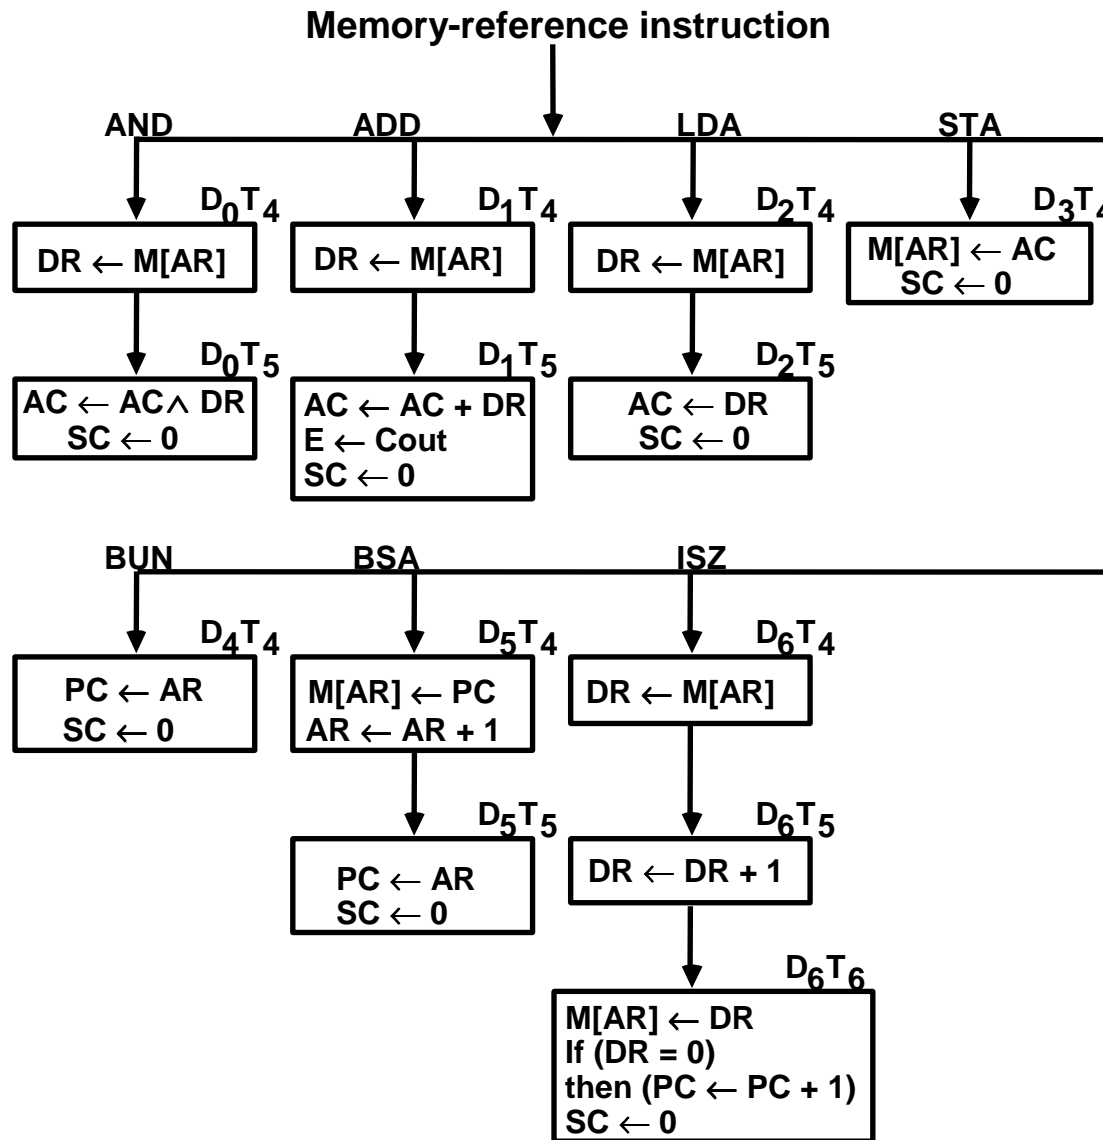 Memory-reference instruction
AND ADD LDA STA
D0T4 D1T4 D2T4 D3T4
DR ← M[AR]
DR ← M[AR]
DR ← M[AR]
M[AR] ← AC
SC ← 0
D0T5 D1T5 D2T5
AC ← AC ∧ DR
SC ← 0
AC ← AC + DR
E ← Cout
SC ← 0
AC ← DR
SC ← 0
BUN BSA ISZ
D4T4 D5T4 D6T4
PC ← AR
SC ← 0
M[AR] ← PC
AR ← AR + 1
DR ← M[AR]
D5T5 D6T5
PC ← AR
SC ← 0
DR ← DR + 1
D6T6
M[AR] ← DR
If (DR = 0)
then (PC ← PC + 1)
SC ← 0